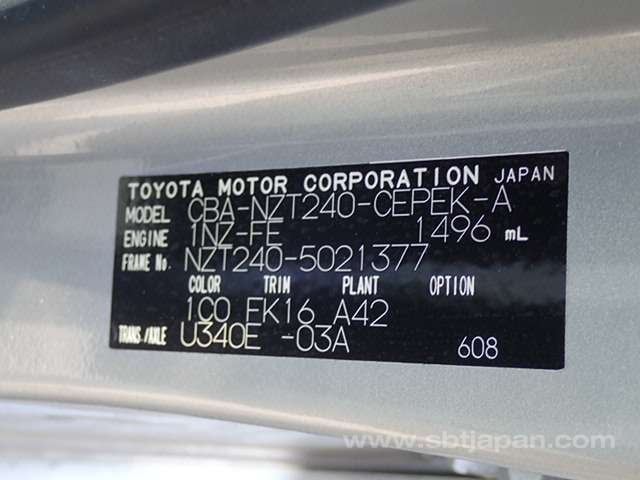 TOYOTA MOTOR CORPORATION JAPAN
MODEL CBA-NZT240-CEPEK-A
ENGINE 1NZ-FE 1496 mL
FRAME No. NZT240-5021377
COLOR TRIM PLANT OPTION
1C0 FK16 A42
TRANS./AXLE U340E -03A
608
www.sbtjapan.com